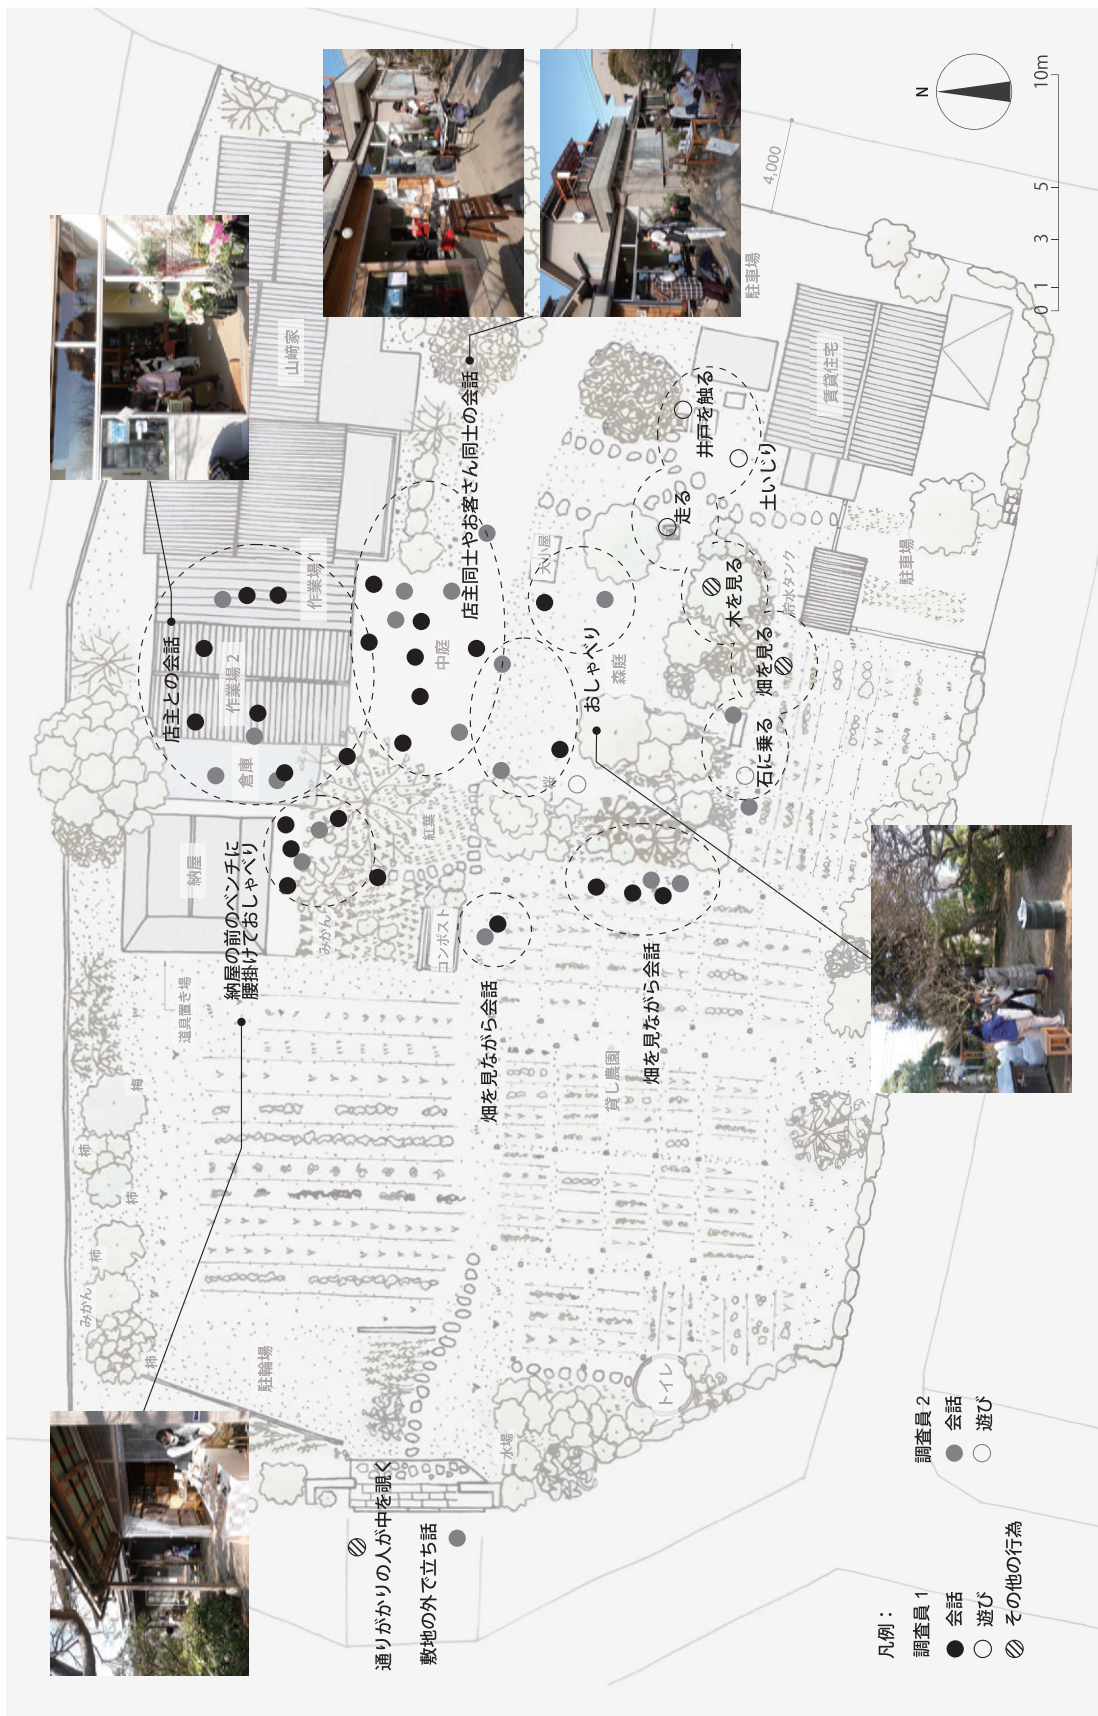 通りがかりの人が中を覗く
敷地の外で立ち話
納屋の前のベンチに
腰掛けておしゃべり
店主との会話
店主同士やお客さん同士の会話
畑を見ながら会話
畑を見ながら会話
おしゃべり
石に乗る
畑を見る
木を見る
走る
土いじり
井戸を触る
柿
みかん
柿
柿
柿
梅
駐輪場
道具置き場
納屋
倉庫
作業場 2
作業場 1
山﨑家
みかん
紅葉
コンポスト
中庭
桜
犬小屋
森庭
貸し農園
水場
トイレ
貯水タンク
駐車場
賃貸住宅
駐車場
4,000
N
0
1
3
5
10m
凡例：
調査員 1
会話
遊び
その他の行為
調査員 2
会話
遊び